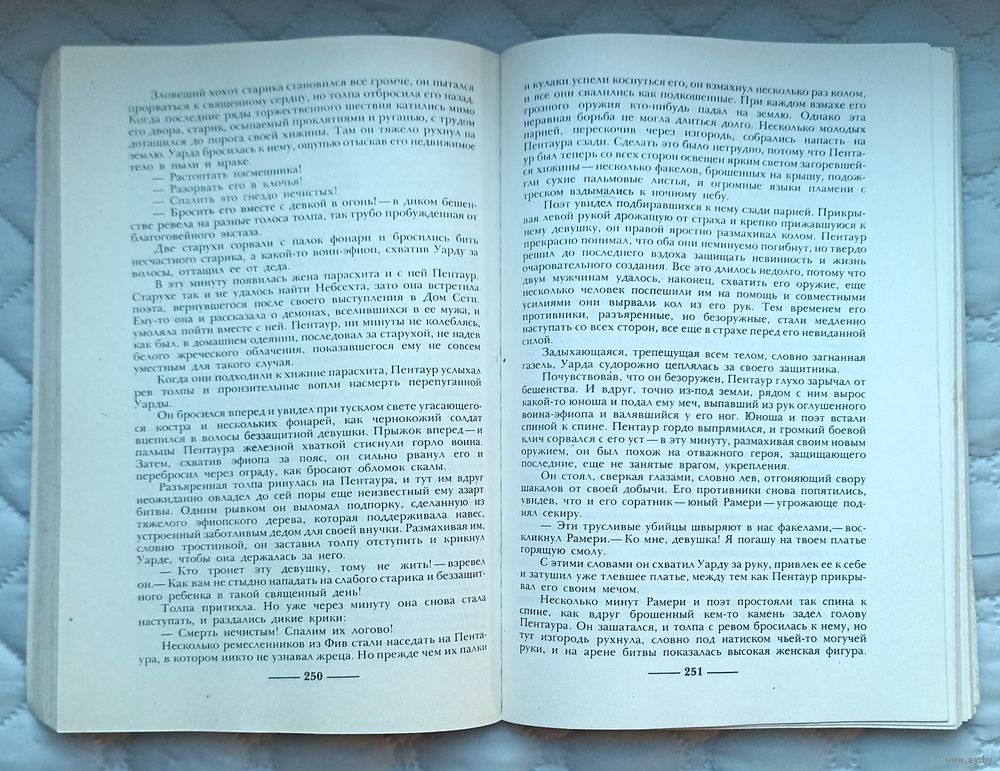 Зловещий хохот старика становился все громче, он пытался
прорваться к священному сердцу, но толпа отбросила его назад.
Когда последние ряды торжественного шествия катились мимо
его двора, старик, осыпаемый проклятиями и руганью, с трудом
дотащился до порога своей хижины. Там он тяжело рухнул на
землю. Уарда бросилась к нему, ощупью отыскав его недвижимое
тело в пыли и мраке.
— Растоптать насмешника!
— Разорвать его в клочья!
— Спалить это гнездо нечистых!
— Бросить его вместе с девкой в огонь! — в диком бешен-
стве ревела на разные голоса толпа, так грубо пробужденная от
благоговейного экстаза.
Две старухи сорвали с палок фонари и бросились бить
несчастного старика, а какой-то воин-эфиоп, схватив Уарду за
волосы, оттащил ее от деда.
В эту минуту появилась жена парасхита и с ней Пентаур.
Старухе так и не удалось найти Небсехта, зато она встретила
поэта, вернувшегося после своего выступления в Дом Сети.
Ему-то она и рассказала о демонах, вселившихся в ее мужа, и
умоляла пойти вместе с ней. Пентаур, ни минуты не колеблясь,
как был, в домашнем одеянии, последовал за старухой, не надев
белого жреческого облачения, показавшегося ему не совсем
уместным для такого случая.
Когда они подходили к хижине парасхита, Пентаур услыхал
рев толпы и пронзительные вопли насмерть перепуганной
Уарды.
Он бросился вперед и увидел при тусклом свете угасающего-
ся костра и нескольких фонарей, как чернокожий солдат
вцепился в волосы беззащитной девушки. Прыжок вперед — и
пальцы Пентаура железной хваткой стиснули горло воина.
Затем, схватив эфиопа за пояс, он сильно рванул его и
перебросил через ограду, как бросают обломок скалы.
Разъяренная толпа ринулась на Пентаура, и тут им вдруг
неожиданно овладел до сей поры еще неизвестный ему азарт
битвы. Одним рывком он выломал подпорку, сделанную из
тяжелого эфиопского дерева, которая поддерживала навес,
устроенный заботливым дедом для своей внучки. Размахивая им,
словно тростинкой, он заставил толпу отступить и крикнул
Уарде, чтобы она держалась за него.
— Кто тронет эту девушку, тому не жить! — взревел
он.— Как вам не стыдно нападать на слабого старика и беззащит-
ного ребенка в такой священный день!
Толпа притихла. Но уже через минуту она снова стала
наступать, и раздались дикие крики:
— Смерть нечистым! Спалим их логово!
Несколько ремесленников из Фив стали наседать на Пента-
ура, в котором никто не узнавал жреца. Но прежде чем их палки
250
и кулаки успели коснуться его, он взмахнул несколько раз колом,
и все они свалились как подкошенные. При каждом взмахе его
грозного оружия кто-нибудь падал на землю. Однако эта
неравная борьба не могла длиться долго. Несколько молодых
парней, перескочив через изгородь, собрались напасть на
Пентаура сзади. Сделать это было нетрудно, потому что Пента-
ур был теперь со всех сторон освещен ярким светом загоревшей-
ся хижины — несколько факелов, брошенных на крышу, подож-
гли сухие пальмовые листья, и огромные языки пламени с
треском вздымались к ночному небу.
Поэт увидел подбиравшихся к нему сзади парней. Прикры-
вая левой рукой дрожащую от страха и крепко прижавшуюся к
нему девушку, он правой яростно размахивал колом. Пентаур
прекрасно понимал, что оба они неминуемо погибнут, но твердо
решил до последнего вздоха защищать невинность и жизнь
очаровательного создания. Все это длилось недолго, потому что
двум мужчинам удалось, наконец, схватить его оружие, еще
несколько человек поспешили им на помощь и совместными
усилиями они вырвали кол из его рук. Тем временем его
противники, разъяренные, но безоружные, стали медленно
наступать со всех сторон, все еще в страхе перед его невиданной
силой.
Задыхающаяся, трепещущая всем телом, словно загнанная
газель, Уарда судорожно цеплялась за своего защитника.
Почувствовав, что он безоружен, Пентаур глухо зарычал от
бешенства. И вдруг, точно из-под земли, рядом с ним вырос
какой-то юноша и подал ему меч, выпавший из рук оглушенного
воина-эфиопа и валявшийся у его ног. Юноша и поэт встали
спиной к спине. Пентаур гордо выпрямился, и громкий боевой
клич сорвался с его уст — в эту минуту, размахивая своим новым
оружием, он был похож на отважного героя, защищающего
последние, еще не занятые врагом, укрепления.
Он стоял, сверкая глазами, словно лев, отгоняющий свору
шакалов от своей добычи. Его противники снова попятились,
увидев, что и его соратник — юный Рамери — угрожающе под-
нял секиру.
— Эти трусливые убийцы швыряют в нас факелами,— вос-
кликнул Рамери.— Ко мне, девушка! Я погашу на твоем платье
горящую смолу.
С этими словами он схватил Уарду за руку, привлек ее к себе
и затушил уже тлевшее платье, между тем как Пентаур прикры-
вал его своим мечом.
Несколько минут Рамери и поэт простояли так спина к
спине, как вдруг брошенный кем-то камень задел голову
Пентаура. Он зашатался, и толпа с ревом бросилась к нему, но
тут изгородь рухнула, словно под натиском чьей-то могучей
руки, и на арене битвы показалась высокая женская фигура.
251
www.ay.by